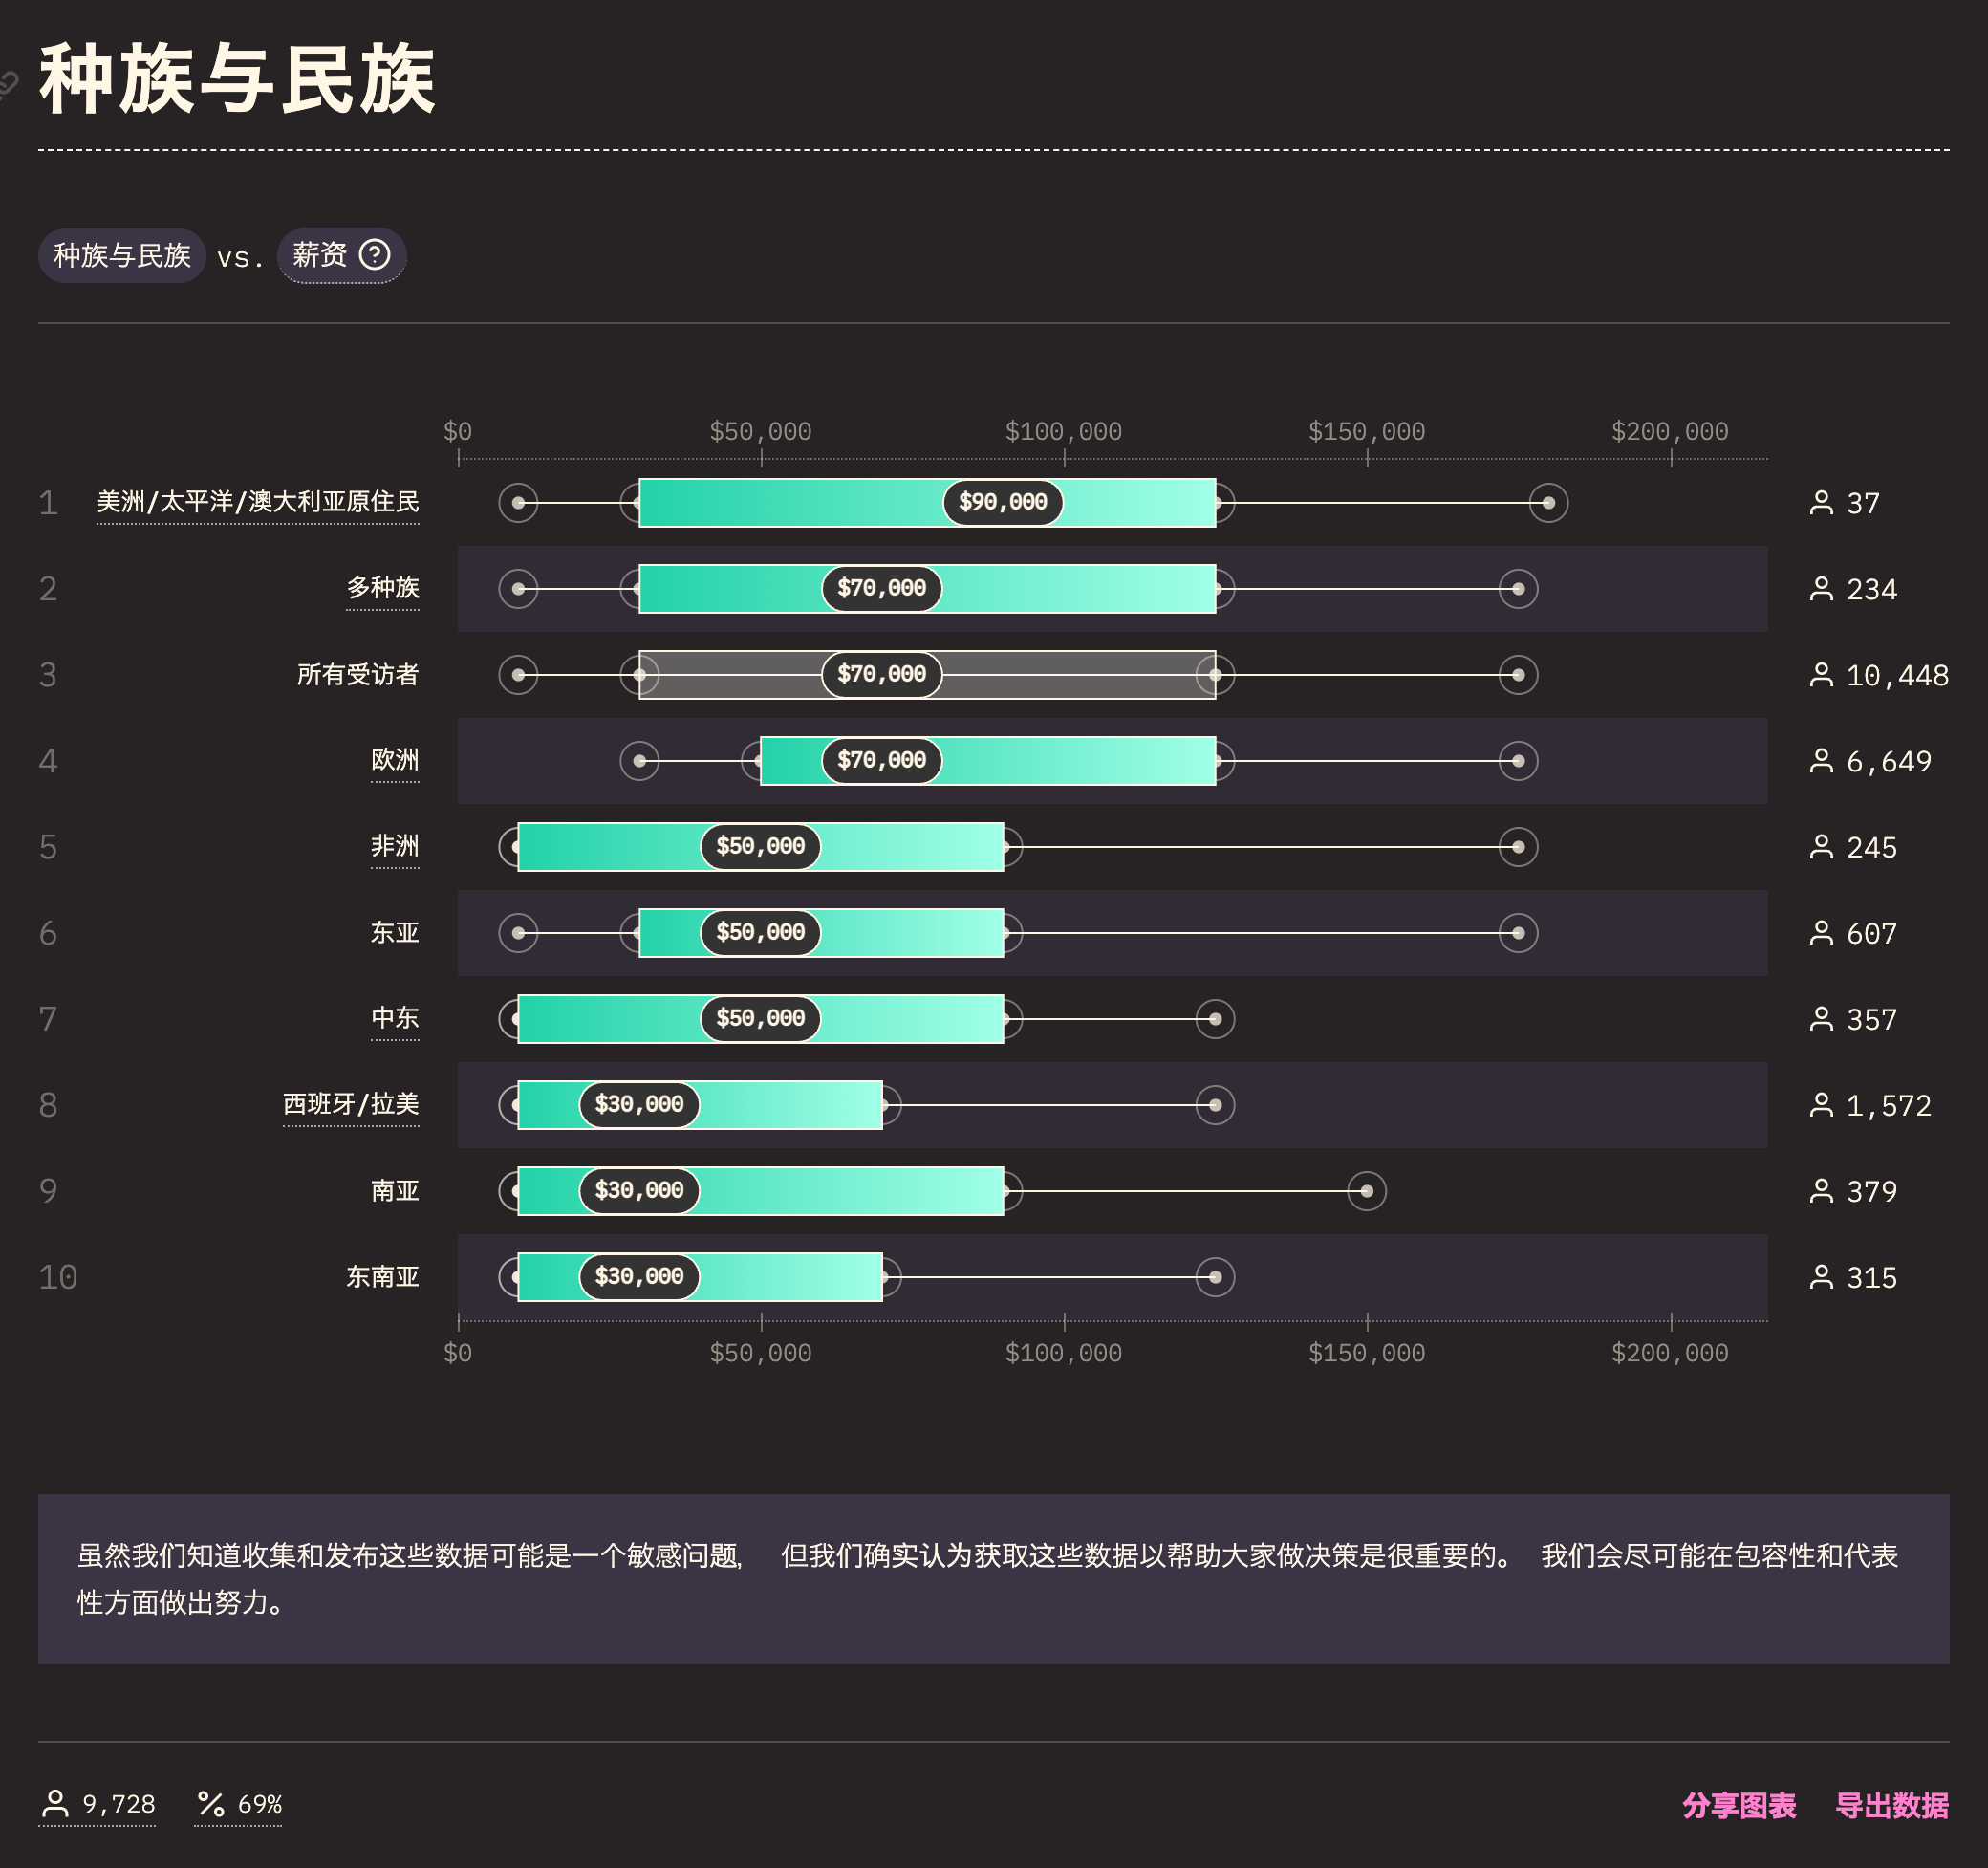 种族与民族
种族与民族 vs. 薪资
$0 $50,000 $100,000 $150,000 $200,000
1 美洲/太平洋/澳大利亚原住民 $90,000 37
2 多种族 $70,000 234
3 所有受访者 $70,000 10,448
4 欧洲 $70,000 6,649
5 非洲 $50,000 245
6 东亚 $50,000 607
7 中东 $50,000 357
8 西班牙/拉美 $30,000 1,572
9 南亚 $30,000 379
10 东南亚 $30,000 315
$0 $50,000 $100,000 $150,000 $200,000
虽然我们知道收集和发布这些数据可能是一个敏感问题, 但我们确实认为获取这些数据以帮助大家做决策是很重要的。 我们会尽可能在包容性和代表
性方面做出努力。
9,728 69% 分享图表 导出数据